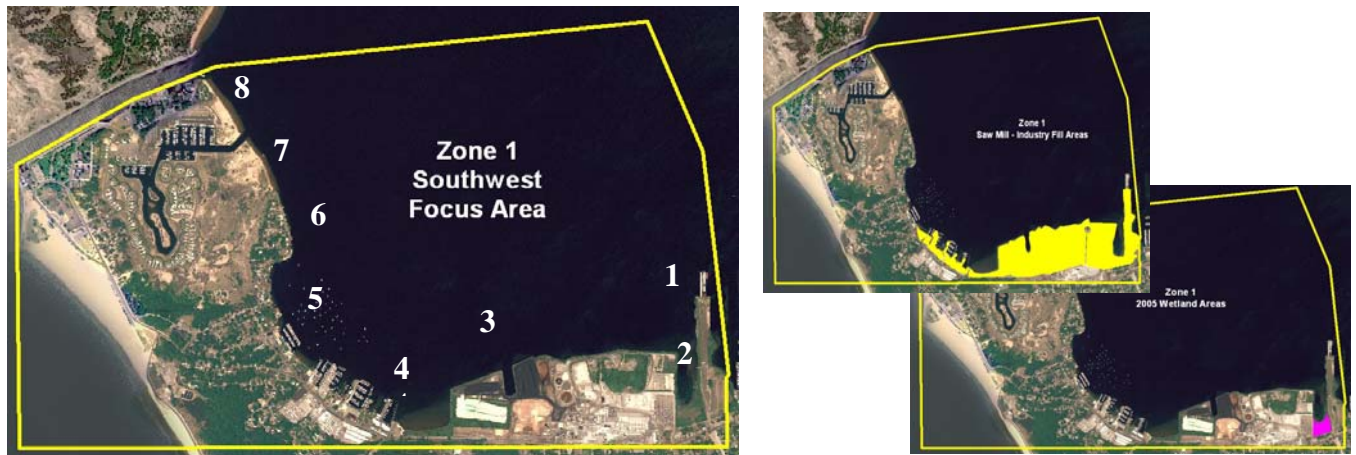 8
7
Zone 1
Southwest
Focus Area
6
1
5
3
2
4
Zone 1
Saw Mill - Industry Fill Areas
Zone 1
2005 Wetland Areas